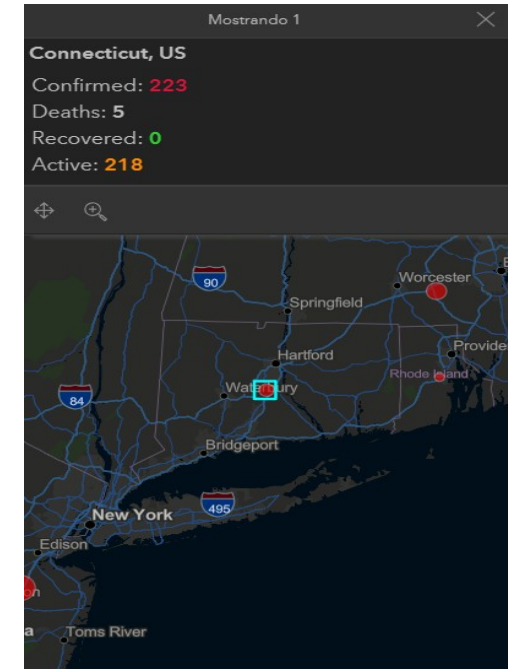 Mostrando 1
Connecticut, US
Confirmed: 223
Deaths: 5
Recovered: 0
Active: 218
90
Worcester
Springfield
Hartford
Provide
Rhode Island
Waterbury
84
Bridgeport
495
New York
Edison
on
a
Toms River